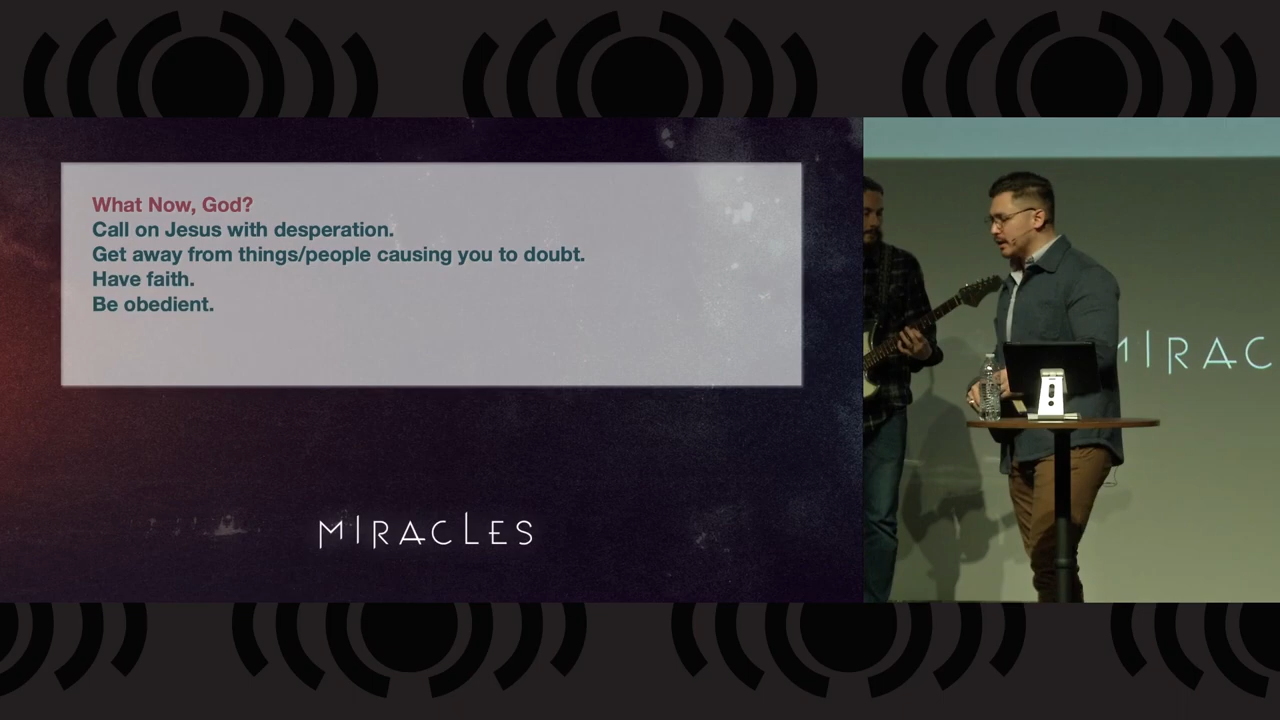 What Now, God?
Call on Jesus with desperation.
Get away from things/people causing you to doubt.
Have faith.
Be obedient.
MIRACLES
MIRAC